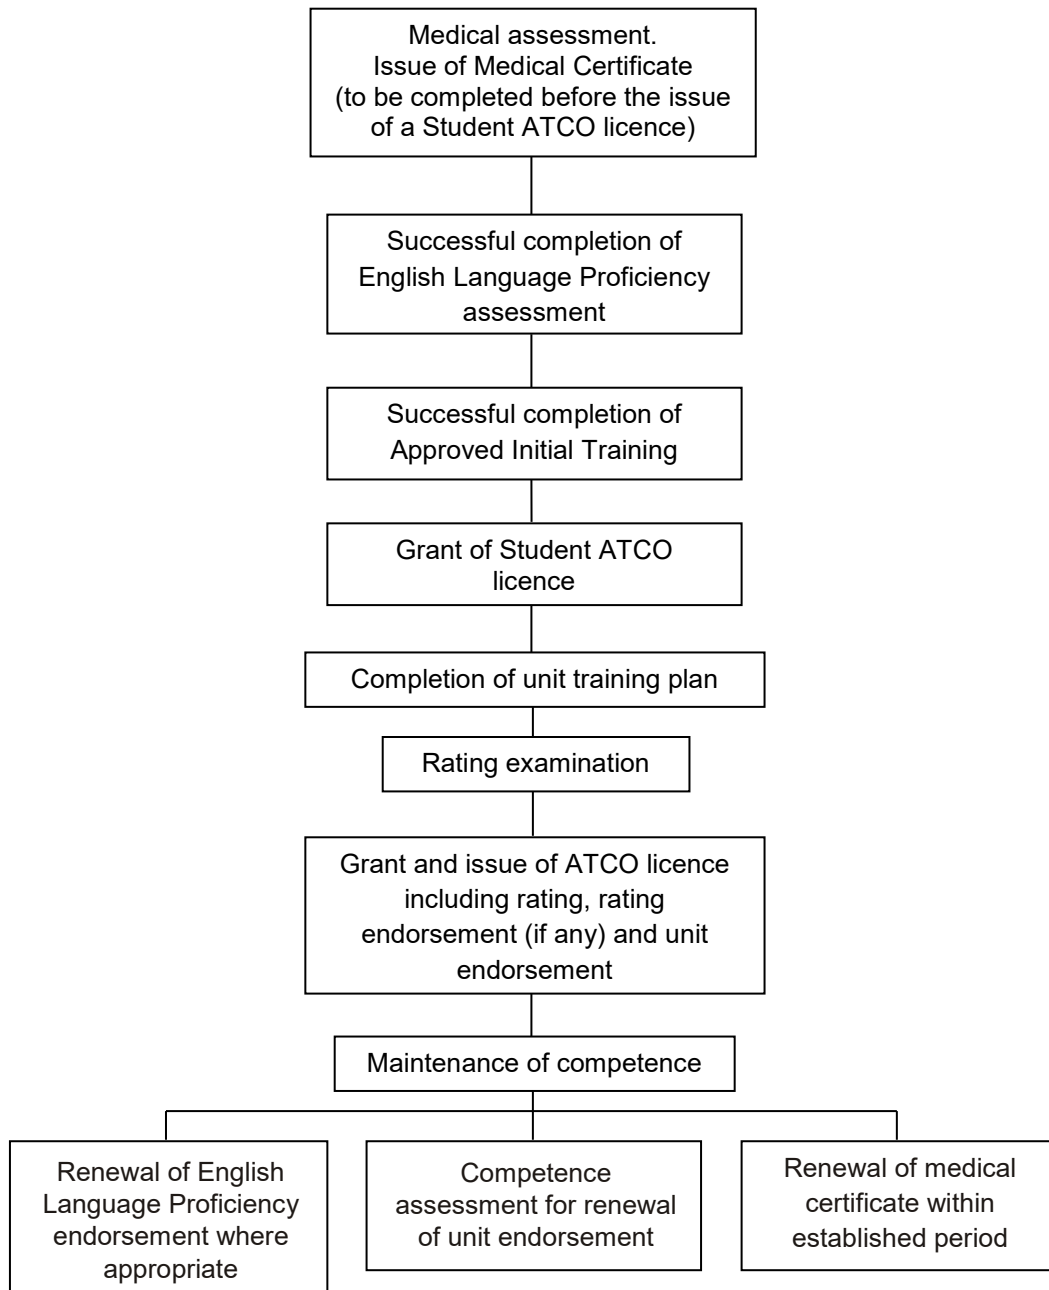 Medical assessment.
Issue of Medical Certificate
(to be completed before the issue
of a Student ATCO licence)
Successful completion of
English Language Proficiency
assessment
Successful completion of
Approved Initial Training
Grant of Student ATCO
licence
Completion of unit training plan
Rating examination
Grant and issue of ATCO licence
including rating, rating
endorsement (if any) and unit
endorsement
Maintenance of competence
Renewal of English
Language Proficiency
endorsement where
appropriate
Competence
assessment for renewal
of unit endorsement
Renewal of medical
certificate within
established period